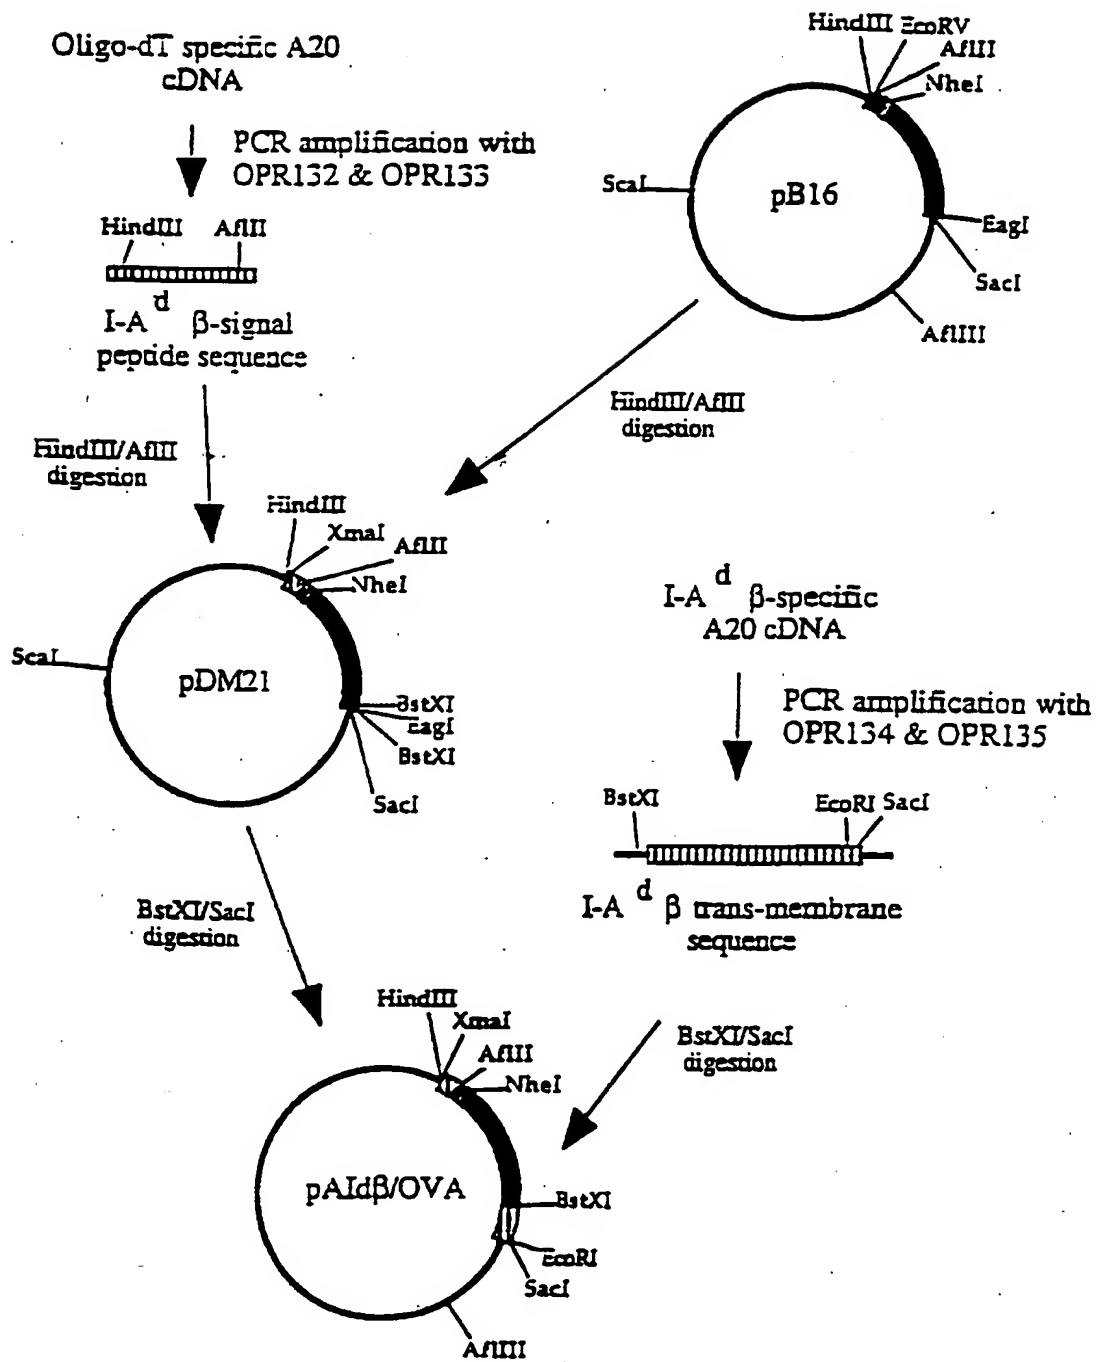 Oligo-dT specific A20
cDNA
PCR amplification with
OPR132 & OPR133
HindIII AflII
I-A d β-signal
peptide sequence
HindIII/AflII
digestion
HindIII EcoRV
AflII
NheI
ScaI
pB16
EagI
SacI
AflIII
HindIII/AflII
digestion
HindIII
XmaI
AflII
NheI
ScaI
pDM21
BstXI
EagI
BstXI
SacI
I-A d β-specific
A20 cDNA
PCR amplification with
OPR134 & OPR135
BstXI EcoRI SacI
I-A d β trans-membrane
sequence
BstXI/SacI
digestion
BstXI/SacI
digestion
HindIII
XmaI
AflII
NheI
pAIdβ/OVA
BstXI
EcoRI
SacI
AflIII